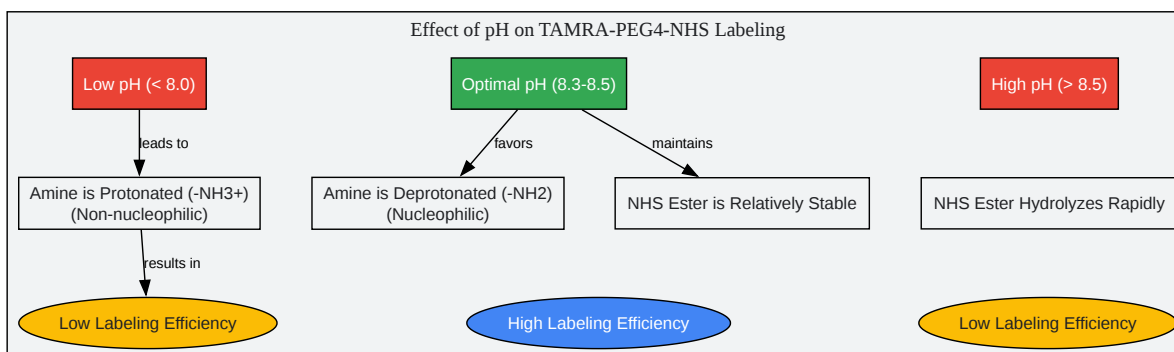 Effect of pH on TAMRA-PEG4-NHS Labeling
Low pH (< 8.0)
Optimal pH (8.3-8.5)
High pH (> 8.5)
leads to
favors
maintains
Amine is Protonated (-NH3+)
(Non-nucleophilic)
Amine is Deprotonated (-NH2)
(Nucleophilic)
NHS Ester is Relatively Stable
NHS Ester Hydrolyzes Rapidly
results in
Low Labeling Efficiency
High Labeling Efficiency
Low Labeling Efficiency